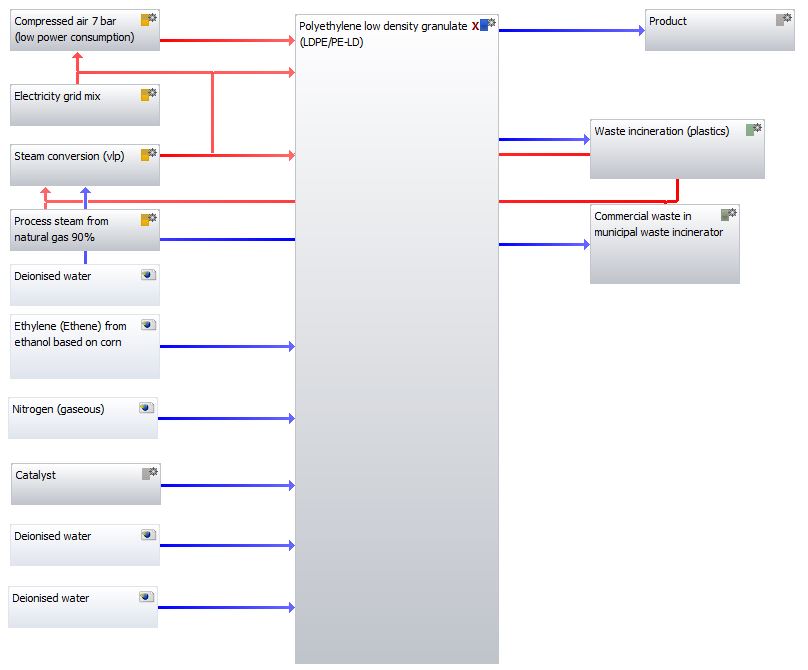 Compressed air 7 bar
(low power consumption)
Electricity grid mix
Steam conversion (vlp)
Process steam from
natural gas 90%
Deionised water
Ethylene (Ethene) from
ethanol based on corn
Nitrogen (gaseous)
Catalyst
Deionised water
Deionised water
Polyethylene low density granulate X
(LDPE/PE-LD)
Product
Waste incineration (plastics)
Commercial waste in
municipal waste incinerator